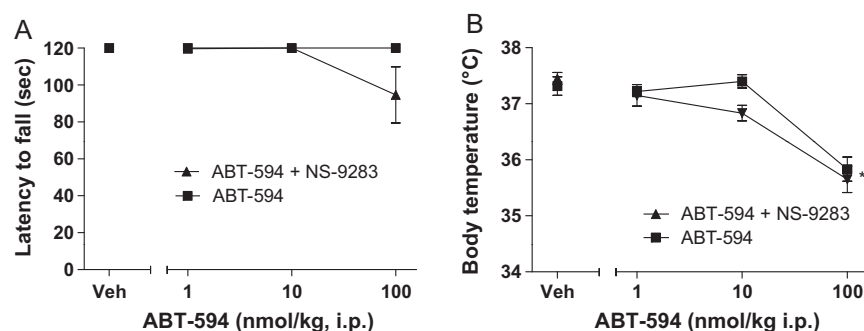 A
Latency to fall (sec)
120
100
80
60
40
20
0
ABT-594 + NS-9283
ABT-594
Veh
1
10
100
ABT-594 (nmol/kg, i.p.)
B
Body temperature (°C)
38
37
36
35
34
*
ABT-594 + NS-9283
ABT-594
Veh
1
10
100
ABT-594 (nmol/kg i.p.)